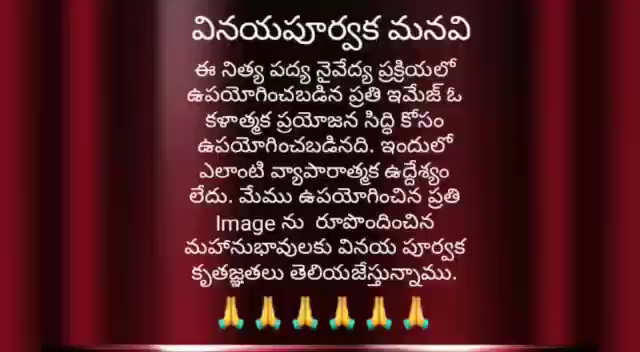 వినయపూర్వక మనవి
ఈ నిత్య పద్య నైవేద్య ప్రక్రియలో
ఉపయోగించబడిన ప్రతి ఇమేజ్ ఓ
కళాత్మక ప్రయోజన సిద్ధి కోసం
ఉపయోగించబడినది. ఇందులో
ఎలాంటి వ్యాపారాత్మక ఉద్దేశ్యం
లేదు. మేము ఉపయోగించిన ప్రతి
Image ను రూపొందించిన
మహానుభావులకు వినయ పూర్వక
కృతజ్ఞతలు తెలియజేస్తున్నాము.
🙏 🙏 🙏 🙏 🙏 🙏